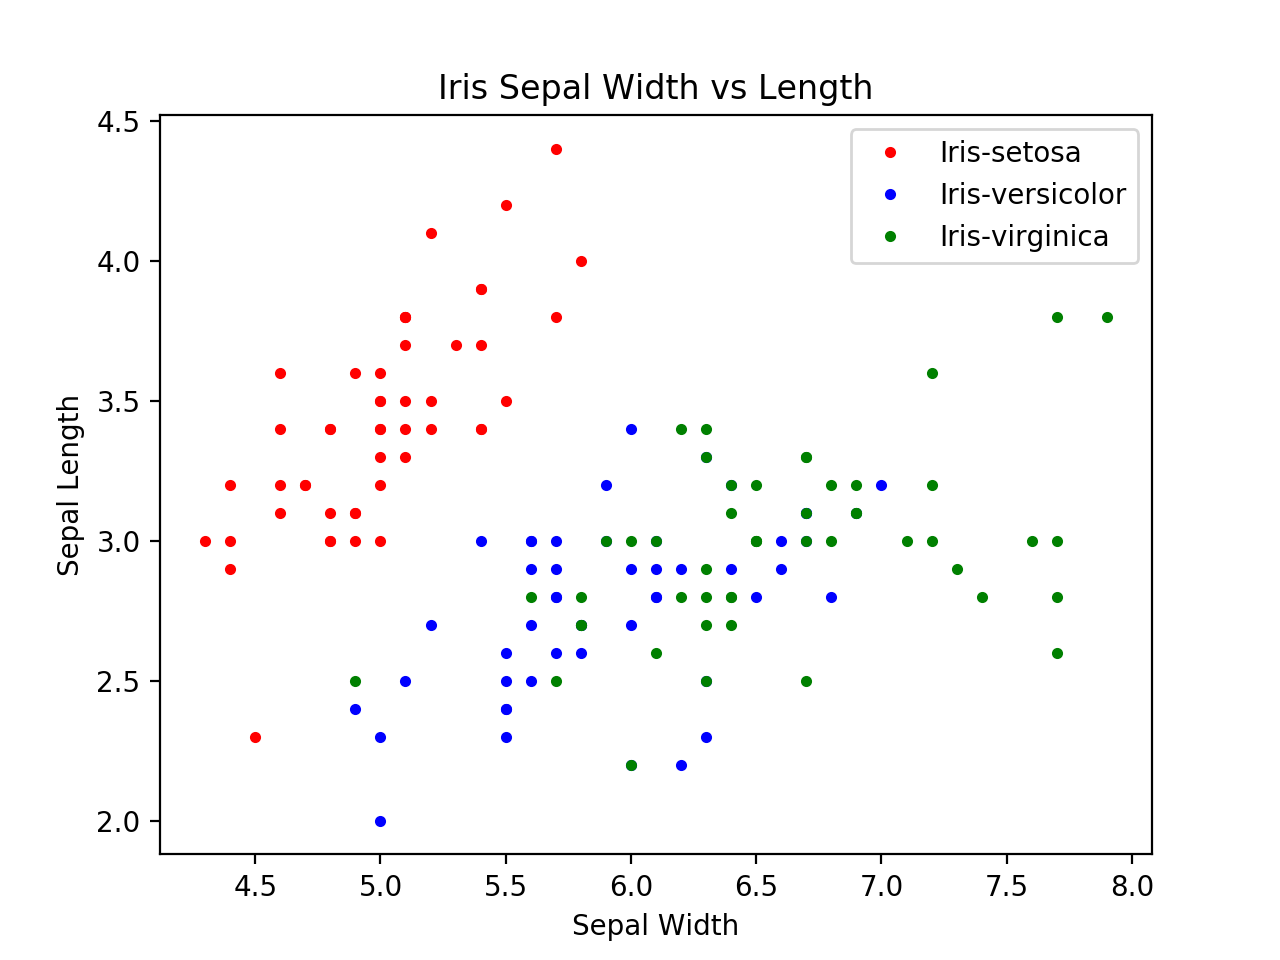 Iris Sepal Width vs Length
4.5
4.0
3.5
3.0
2.5
2.0
Sepal Length
Iris-setosa
Iris-versicolor
Iris-virginica
4.5 5.0 5.5 6.0 6.5 7.0 7.5 8.0
Sepal Width